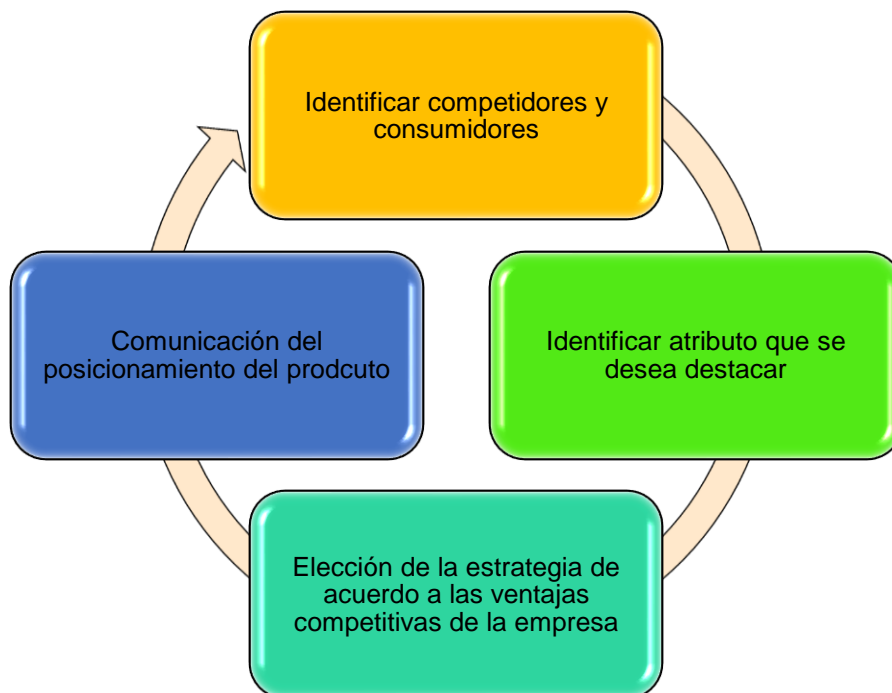 Identificar competidores y
consumidores
Identificar atributo que se
desea destacar
Elección de la estrategia de
acuerdo a las ventajas
competitivas de la empresa
Comunicación del
posicionamiento del prodcuto